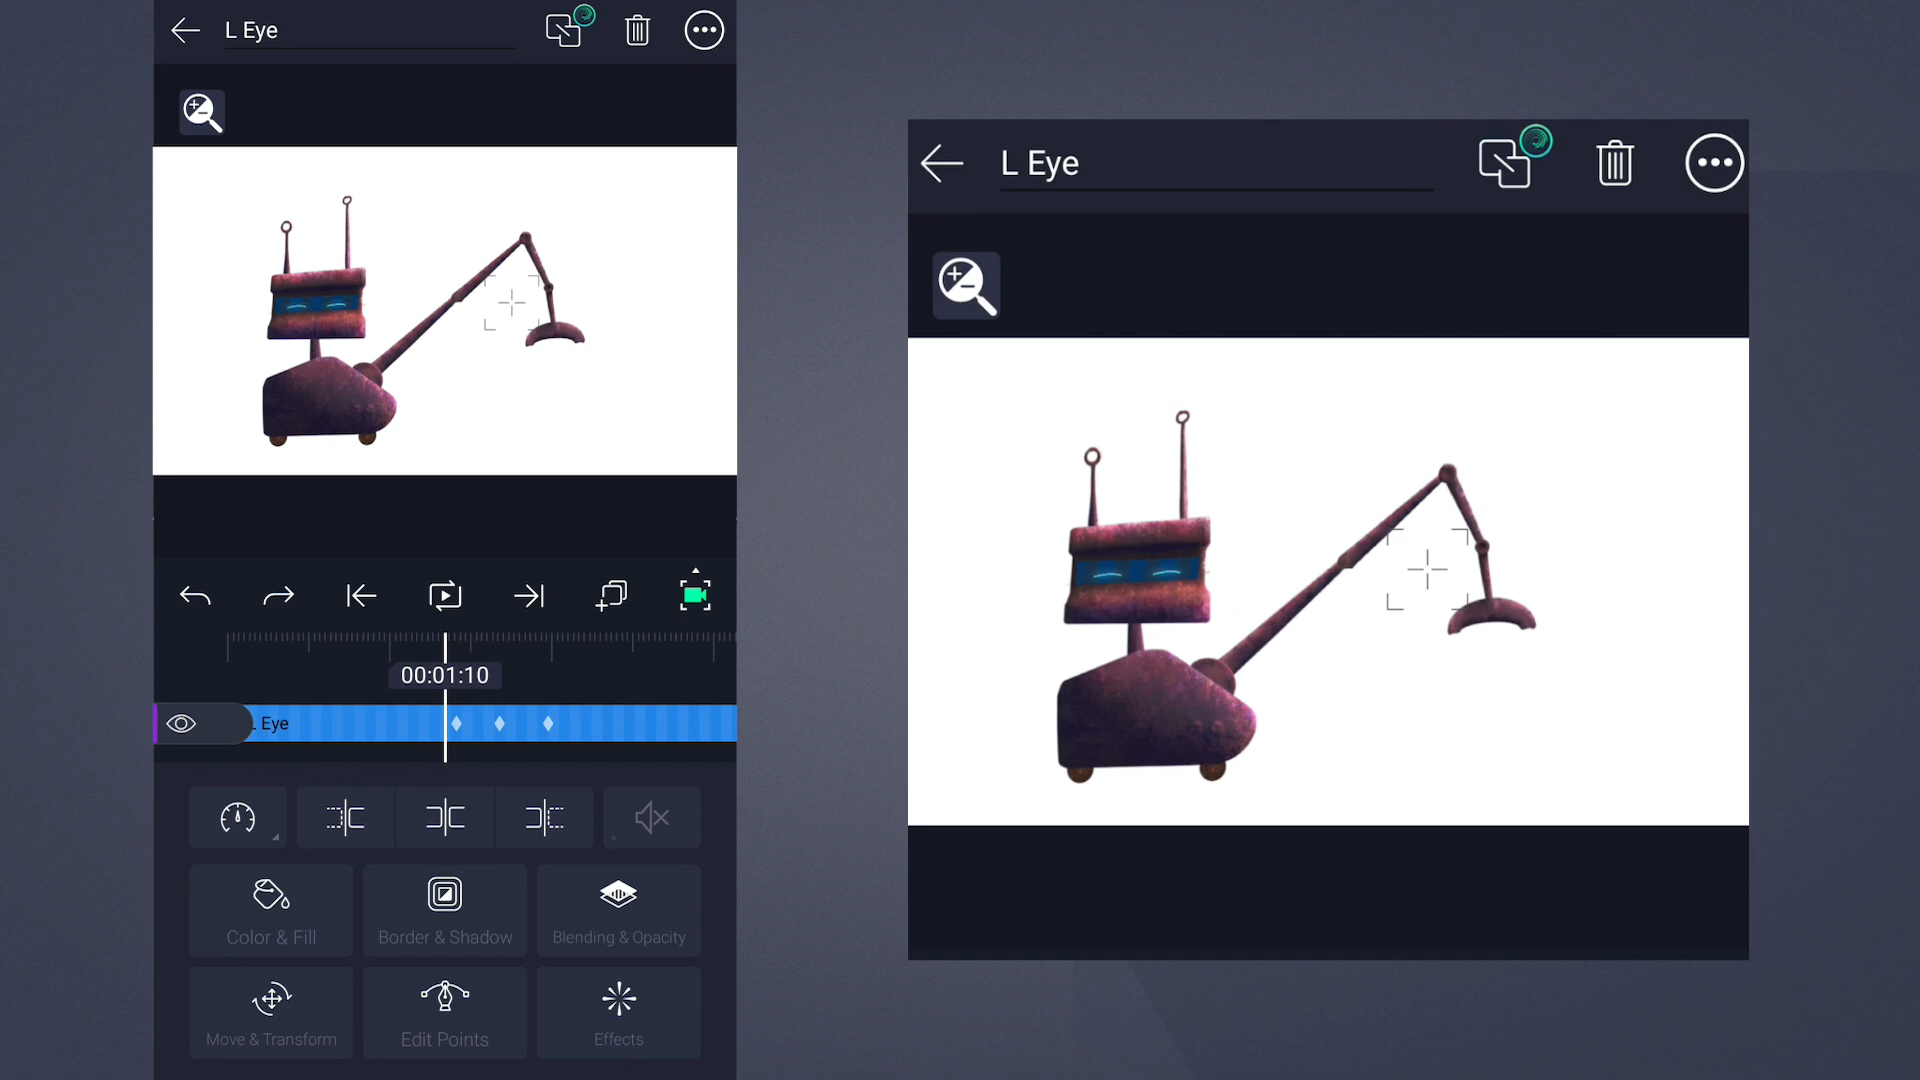 L Eye
00:01:10
L Eye
Color & Fill
Border & Shadow
Blending & Opacity
Move & Transform
Edit Points
Effects
L Eye